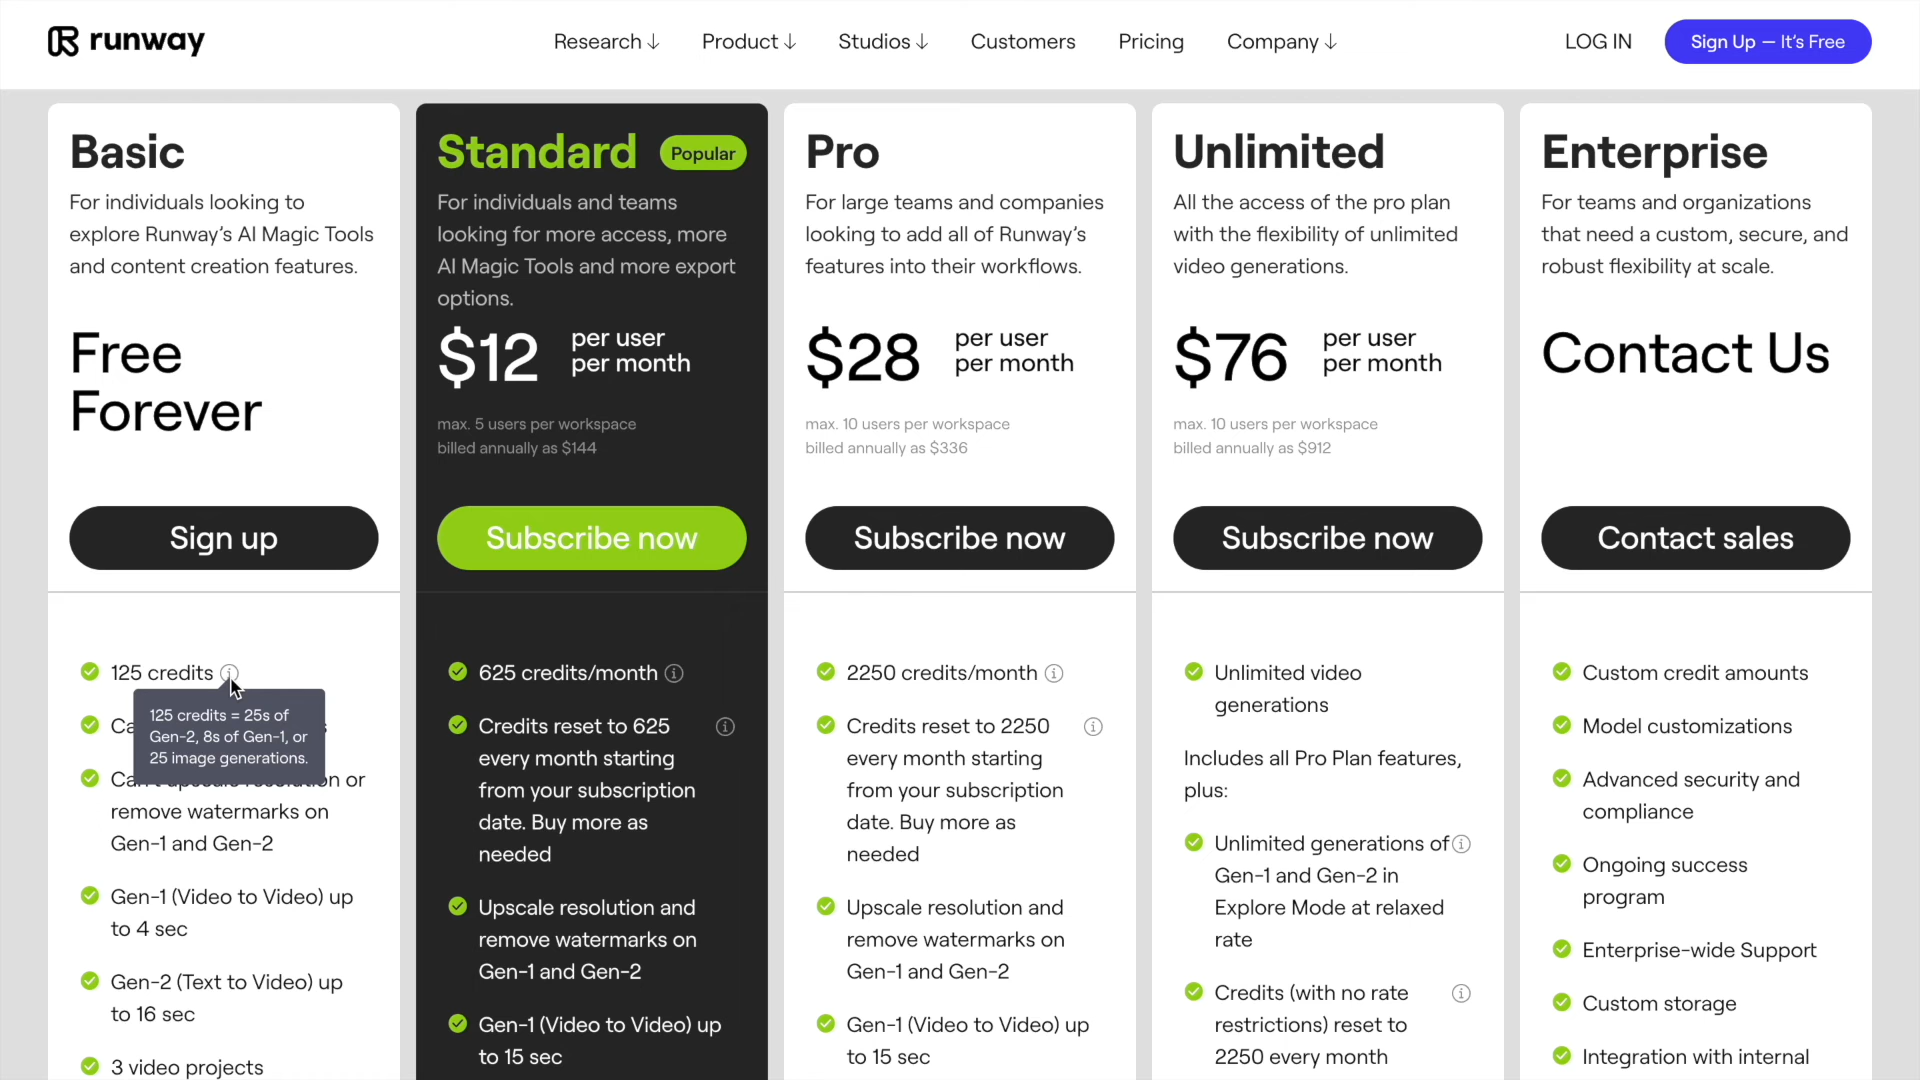 runway
Research ↓
Product ↓
Studios ↓
Customers
Pricing
Company ↓
LOG IN
Sign Up — It's Free
Basic
For individuals looking to
explore Runway's AI Magic Tools
and content creation features.
Free
Forever
Sign up
125 credits
125 credits = 25s of
Gen-2, 8s of Gen-1, or
25 image generations.
Can't upscale resolution or
remove watermarks on
Gen-1 and Gen-2
Gen-1 (Video to Video) up
to 4 sec
Gen-2 (Text to Video) up
to 16 sec
3 video projects
Standard
Popular
For individuals and teams
looking for more access, more
AI Magic Tools and more export
options.
$12
per user
per month
max. 5 users per workspace
billed annually as $144
Subscribe now
625 credits/month
Credits reset to 625
every month starting
from your subscription
date. Buy more as
needed
Upscale resolution and
remove watermarks on
Gen-1 and Gen-2
Gen-1 (Video to Video) up
to 15 sec
Pro
For large teams and companies
looking to add all of Runway's
features into their workflows.
$28
per user
per month
max. 10 users per workspace
billed annually as $336
Subscribe now
2250 credits/month
Credits reset to 2250
every month starting
from your subscription
date. Buy more as
needed
Upscale resolution and
remove watermarks on
Gen-1 and Gen-2
Gen-1 (Video to Video) up
to 15 sec
Unlimited
All the access of the pro plan
with the flexibility of unlimited
video generations.
$76
per user
per month
max. 10 users per workspace
billed annually as $912
Subscribe now
Unlimited video
generations
Includes all Pro Plan features,
plus:
Unlimited generations of
Gen-1 and Gen-2 in
Explore Mode at relaxed
rate
Credits (with no rate
restrictions) reset to
2250 every month
Enterprise
For teams and organizations
that need a custom, secure, and
robust flexibility at scale.
Contact Us
Contact sales
Custom credit amounts
Model customizations
Advanced security and
compliance
Ongoing success
program
Enterprise-wide Support
Custom storage
Integration with internal